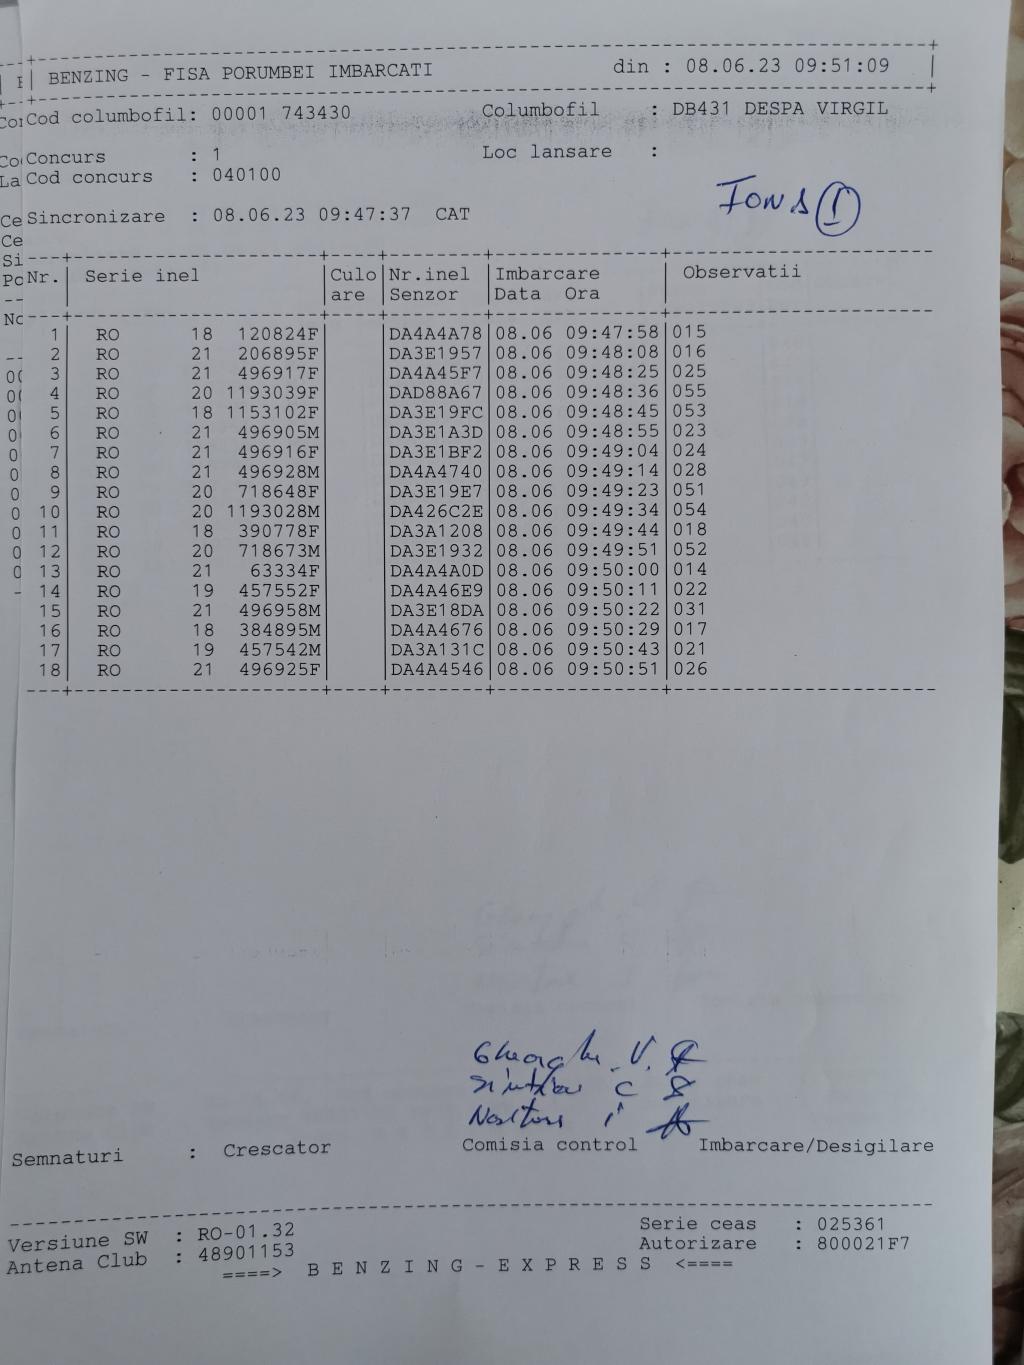 BENZING - FISA PORUMBEI IMBARCATI din : 08.06.23 09:51:09
Cod columbofil: 00001 743430 Columbofil : DB431 DESPA VIRGIL
Concurs : 1 Loc lansare :
Cod concurs : 040100
FONS I
Sincronizare : 08.06.23 09:47:37 CAT
Nr. Serie inel Culo Nr.inel Imbarcare Observatii
are Senzor Data Ora
1 RO 18 120824F DA4A4A78 08.06 09:47:58 015
2 RO 21 206895F DA3E1957 08.06 09:48:08 016
3 RO 21 496917F DA4A45F7 08.06 09:48:25 025
4 RO 20 1193039F DAD88A67 08.06 09:48:36 055
5 RO 18 1153102F DA3E19FC 08.06 09:48:45 053
6 RO 21 496905M DA3E1A3D 08.06 09:48:55 023
7 RO 21 496916F DA3E1BF2 08.06 09:49:04 024
8 RO 21 496928M DA4A4740 08.06 09:49:14 028
9 RO 20 718648F DA3E19E7 08.06 09:49:23 051
10 RO 20 1193028M DA426C2E 08.06 09:49:34 054
11 RO 18 390778F DA3A1208 08.06 09:49:44 018
12 RO 20 718673M DA3E1932 08.06 09:49:51 052
13 RO 21 63334F DA4A4A0D 08.06 09:50:00 014
14 RO 19 457552F DA4A46E9 08.06 09:50:11 022
15 RO 21 496958M DA3E18DA 08.06 09:50:22 031
16 RO 18 384895M DA4A4676 08.06 09:50:29 017
17 RO 19 457542M DA3A131C 08.06 09:50:43 021
18 RO 21 496925F DA4A4546 08.06 09:50:51 026
V.
C
Semnaturi : Crescator Comisia control Imbarcare/Desigilare
Versiune SW : RO-01.32 Serie ceas : 025361
Antena Club : 48901153 Autorizare : 800021F7
====> B E N Z I N G - E X P R E S S <====